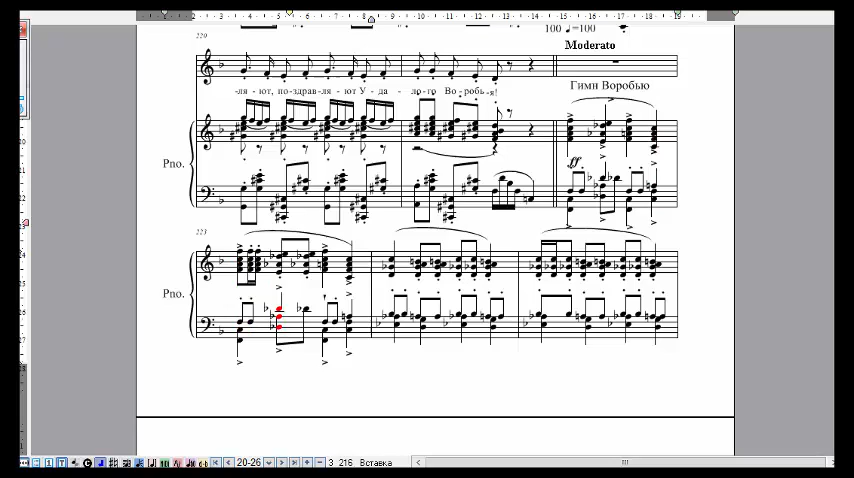 100 ♩=100
Moderato
220
-ля - ют, по-здрав-ля - ют У - да - ло-го Во-робь-я!
Гимн Воробью
Pno.
ff
223
Pno.
20-26 3 216 Вставка